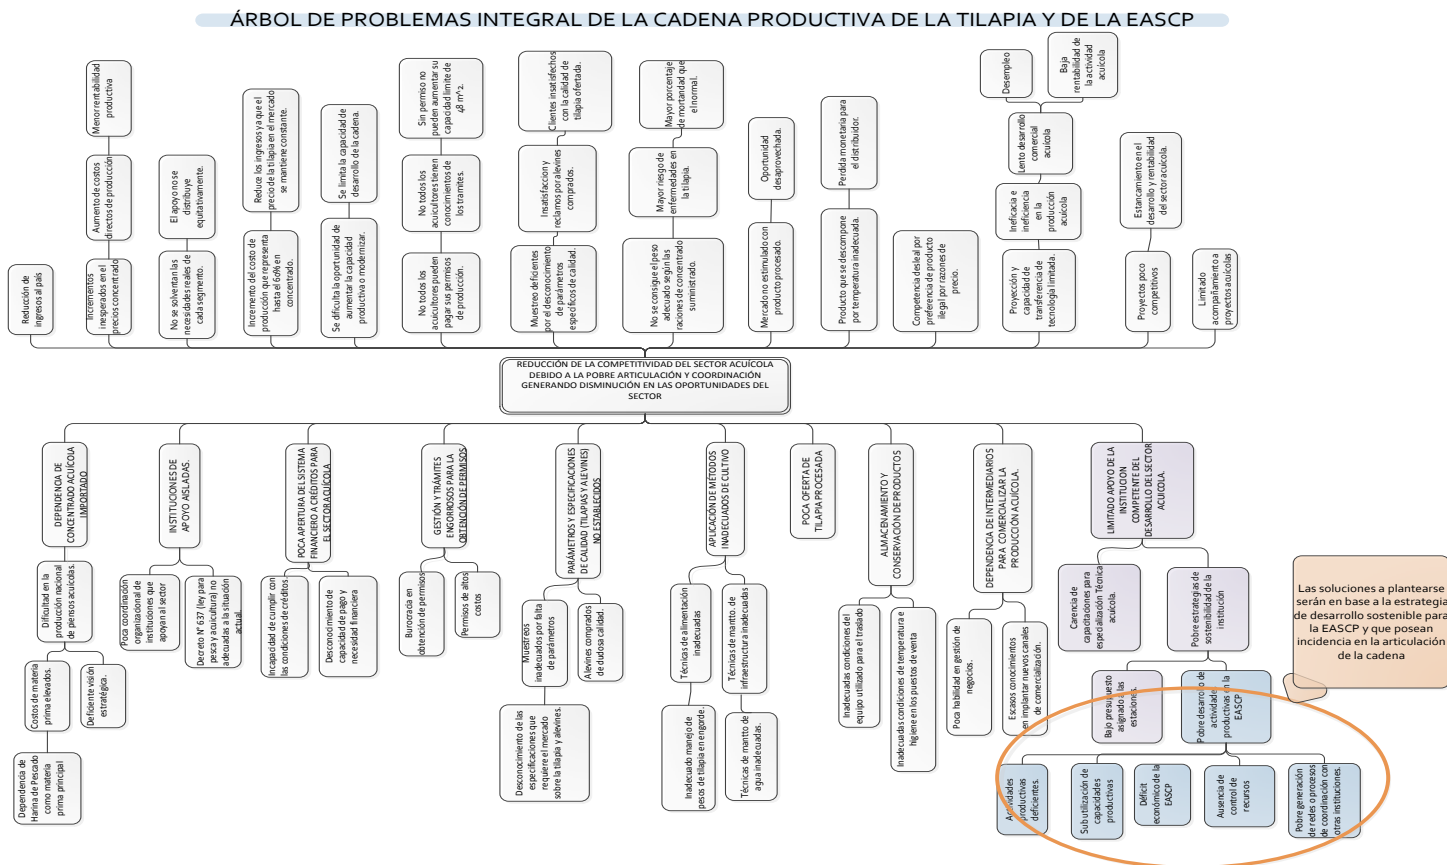 ÁRBOL DE PROBLEMAS INTEGRAL DE LA CADENA PRODUCTIVA DE LA TILAPIA Y DE LA EASCP
Reducción de
ingresos al país
Menor rentabilidad
productiva
Aumento de costos
directos de producción
Incrementos
inesperados en el
precios concentrado
El apoyo no se
distribuye
equitativamente.
No se solventan las
necesidades reales de
cada segmento.
Reduce los ingresos ya que el
precio de la tilapia en el mercado
se mantiene constante.
Incremento del costo de
producción que representa
hasta el 60% en
concentrado.
Se limita la capacidad de
desarrollo de la cadena.
Se dificulta la oportunidad de
aumentar la capacidad
productiva o modernizar.
Sin permiso no
pueden aumentar su
capacidad limite de
48 m^2.
No todos los
acuicultores tienen
conocimientos de
los tramites.
No todos los
acuicultores pueden
pagar sus permisos
de producción.
Clientes insatisfechos
con la calidad de
tilapia ofertada.
Insatisfaccion y
reclamos por alevines
comprados.
Muestreo deficientes
por el desconocimiento
de parámetros
específicos de calidad.
Mayor porcentaje
de mortandad que
el normal.
Mayor riesgo de
enfermedades en
la tilapia.
No se consigue el peso
adecuado según las
raciones de concentrado
suministrado.
Oportunidad
desaprovechada.
Mercado no estimulado con
producto procesado.
Perdida monetaria para
el distribuidor.
Producto que se descompone
por temperatura inadecuada.
Competencia desleal por
preferencia de producto
ilegal por razones de
precio.
Desempleo
Baja
rentabilidad de
la actividad
acuícola
Lento desarrollo
comercial
acuícola
Ineficacia e
ineficiencia en
la
producción
acuícola
Proyección y
capacidad de
transferencia de
tecnología limitada.
Estancamiento en el
desarrollo y rentabilidad
del sector acuícola.
Proyectos poco
competitivos
Limitado
acompañamiento a
proyectos acuícolas
REDUCCIÓN DE LA COMPETITIVIDAD DEL SECTOR ACUÍCOLA
DEBIDO A LA POBRE ARTICULACIÓN Y COORDINACIÓN
GENERANDO DISMINUCIÓN EN LAS OPORTUNIDADES DEL
SECTOR
DEPENDENCIA DE
CONCENTRADO ACUÍCOLA
IMPORTADO
Dificultad en la
producción nacional
de piensos acuícolas.
Costos de materia
prima elevados.
Deficiente visión
estratégica.
Dependencia de
Harina de Pescado
como materia
prima principal
INSTITUCIONES DE
APOYO AISLADAS.
Poca coordinación
organizacional de
instituciones que
apoyan al sector
Decreto N° 637 (ley para
pesca y acuicultura) no
adecuadas a la situación
actual.
POCA APERTURA DEL SISTEMA
FINANCIERO A CRÉDITOS PARA
EL SECTOR ACUÍCOLA
Incapacidad de cumplir con
las condiciones de créditos.
Desconocimiento de
capacidad de pago y
necesidad financiera
GESTIÓN Y TRÁMITES
ENGORROSOS PARA LA
OBTENCIÓN DE PERMISOS
Burocracia en
obtención de permisos
Permisos de altos
costos
PARÁMETROS Y ESPECIFICACIONES
DE CALIDAD (TILAPIAS Y ALEVINES)
NO ESTABLECIDOS
Muestreos
inadecuados por falta
de parámetros
Alevines comprados
de dudosa calidad.
Desconocimiento de las
especificaciones que
requiere el mercado
sobre la tilapia y alevines.
APLICACIÓN DE MÉTODOS
INADECUADOS DE CULTIVO
Técnicas de alimentación
inadecuadas
Técnicas de mantto. de
infraestructura inadecuadas
Inadecuado manejo de
pesos de tilapia en engorde.
Técnicas de mantto de
agua inadecuadas.
POCA OFERTA DE
TILAPIA PROCESADA
ALMACENAMIENTO Y
CONSERVACIÓN DE PRODUCTOS
Inadecuadas condiciones del
equipo utilizado para el traslado
Inadecuadas condiciones de temperatura e
higiene en los puestos de venta
DEPENDENCIA DE INTERMEDIARIOS
PARA COMERCIALIZAR LA
PRODUCCIÓN ACUÍCOLA.
Poca habilidad en gestión de
negocios.
Escasos conocimientos
en implantar nuevos canales
de comercialización.
LIMITADO APOYO DE LA
INSTITUCION
COMPETENTE DEL
DESARROLLO DEL SECTOR
ACUICOLA.
Carencia de
capacitaciones para
especialización Técnica
acuícola.
Pobre estrategias de
sostenibilidad de la
institución
Bajo presupuesto
asignado a las
estaciones.
Pobre desarrollo de
actividades
productivas en la
EASCP
Actividades
productivas
deficientes.
Subutilización de
capacidades
productivas
Déficit
económico de la
EASCP
Ausencia de
control de
recursos
Pobre generación
de redes o procesos
de coordinación con
otras instituciones.
Las soluciones a plantearse
serán en base a la estrategia
de desarrollo sostenible para
la EASCP y que posean
incidencia en la articulación
de la cadena